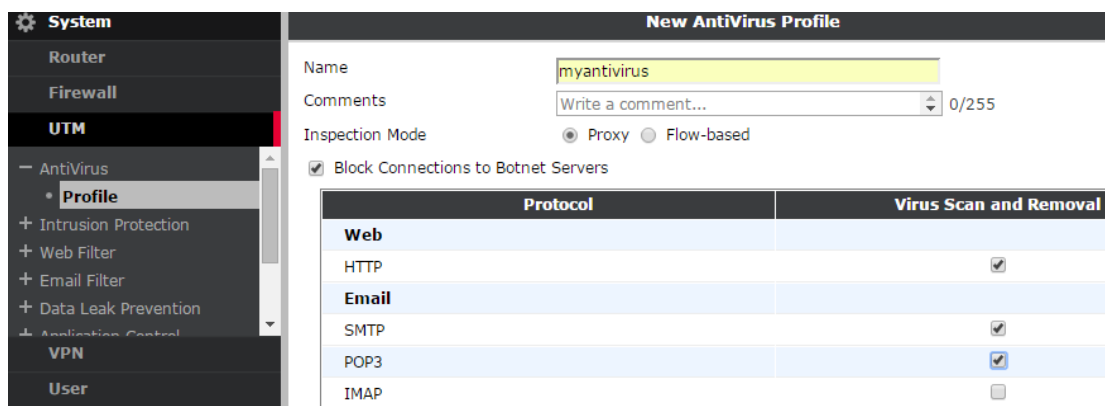 System
Router
Firewall
UTM
AntiVirus
Profile
Intrusion Protection
Web Filter
Email Filter
Data Leak Prevention
Application Control
VPN
User
New AntiVirus Profile
Name myantivirus
Comments Write a comment... 0/255
Inspection Mode Proxy Flow-based
Block Connections to Botnet Servers
Protocol Virus Scan and Removal
Web
HTTP
Email
SMTP
POP3
IMAP